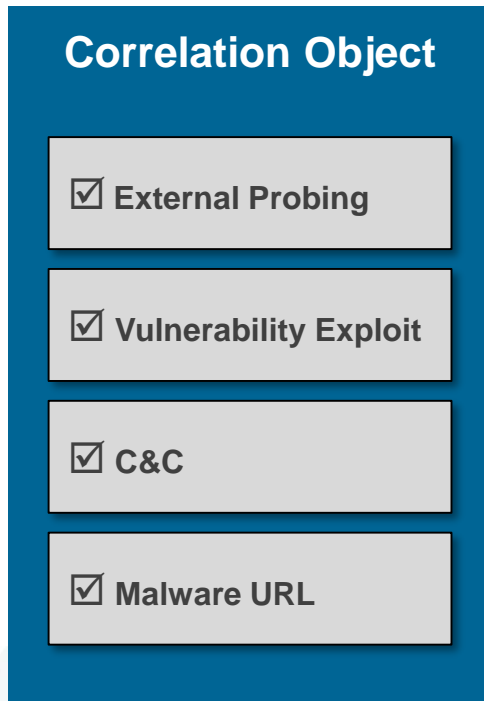 Correlation Object
☑ External Probing
☑ Vulnerability Exploit
☑ C&C
☑ Malware URL